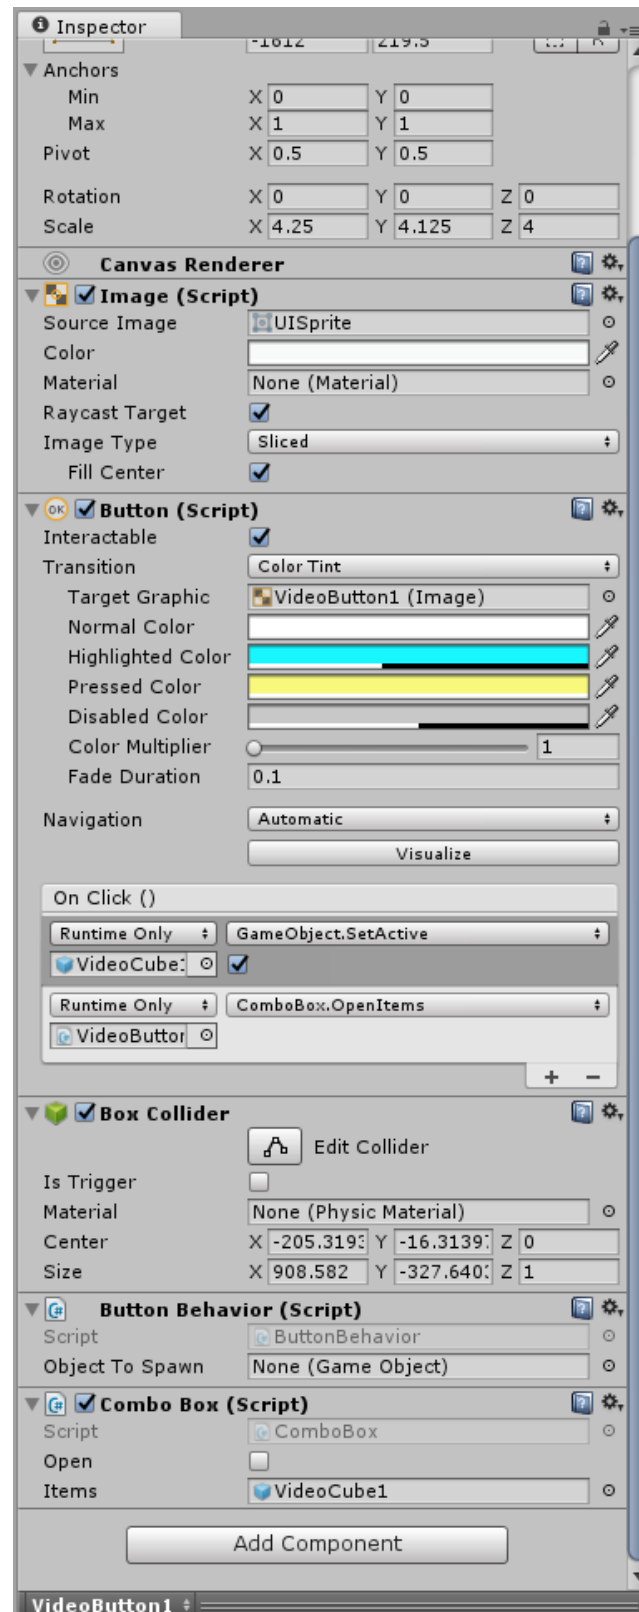 Inspector
-1612 219.5 R
Anchors
Min X 0 Y 0
Max X 1 Y 1
Pivot X 0.5 Y 0.5
Rotation X 0 Y 0 Z 0
Scale X 4.25 Y 4.125 Z 4
Canvas Renderer
Image (Script)
Source Image UISprite
Color
Material None (Material)
Raycast Target
Image Type Sliced
Fill Center
Button (Script)
Interactable
Transition Color Tint
Target Graphic VideoButton1 (Image)
Normal Color
Highlighted Color
Pressed Color
Disabled Color
Color Multiplier 1
Fade Duration 0.1
Navigation Automatic
Visualize
On Click ()
Runtime Only GameObject.SetActive
VideoCube1
Runtime Only ComboBox.OpenItems
VideoButtor
+ −
Box Collider
Edit Collider
Is Trigger
Material None (Physic Material)
Center X -205.3193 Y -16.3139 Z 0
Size X 908.582 Y -327.640 Z 1
C# Button Behavior (Script)
Script ButtonBehavior
Object To Spawn None (Game Object)
C# Combo Box (Script)
Script ComboBox
Open
Items VideoCube1
Add Component
VideoButton1